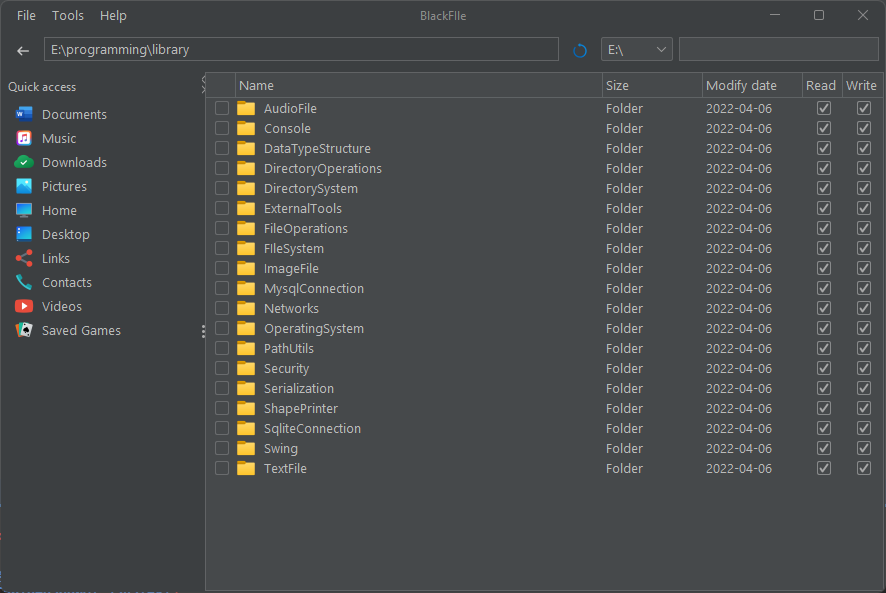 File Tools Help BlackFIle
E:\programming\library E:\
Quick access
Documents
Music
Downloads
Pictures
Home
Desktop
Links
Contacts
Videos
Saved Games
Name Size Modify date Read Write
AudioFile Folder 2022-04-06
Console Folder 2022-04-06
DataTypeStructure Folder 2022-04-06
DirectoryOperations Folder 2022-04-06
DirectorySystem Folder 2022-04-06
ExternalTools Folder 2022-04-06
FileOperations Folder 2022-04-06
FIleSystem Folder 2022-04-06
ImageFile Folder 2022-04-06
MysqlConnection Folder 2022-04-06
Networks Folder 2022-04-06
OperatingSystem Folder 2022-04-06
PathUtils Folder 2022-04-06
Security Folder 2022-04-06
Serialization Folder 2022-04-06
ShapePrinter Folder 2022-04-06
SqliteConnection Folder 2022-04-06
Swing Folder 2022-04-06
TextFile Folder 2022-04-06